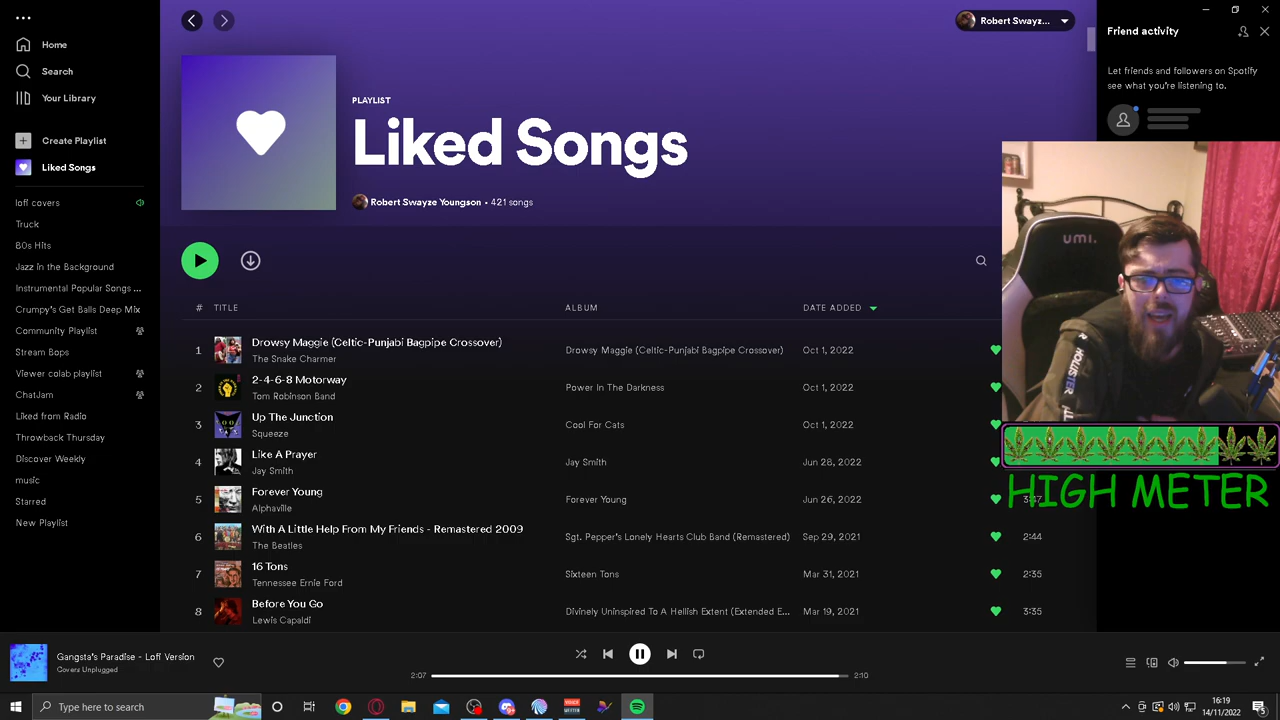 Robert Swayz...
Friend activity
Home
Search
Your Library
Create Playlist
Liked Songs
Let friends and followers on Spotify
see what you're listening to.
PLAYLIST
Liked Songs
Robert Swayze Youngson • 421 songs
lofi covers
Truck
80s Hits
Jazz in the Background
Instrumental Popular Songs ...
Crumpy's Get Balls Deep Mix
Community Playlist
Stream Bops
Viewer colab playlist
ChatJam
Liked from Radio
Throwback Thursday
Discover Weekly
music
Starred
New Playlist
# TITLE ALBUM DATE ADDED
1 Drowsy Maggie (Celtic-Punjabi Bagpipe Crossover) Drowsy Maggie (Celtic-Punjabi Bagpipe Crossover) Oct 1, 2022
The Snake Charmer
2 2-4-6-8 Motorway Power In The Darkness Oct 1, 2022
Tom Robinson Band
3 Up The Junction Cool For Cats Oct 1, 2022
Squeeze
4 Like A Prayer Jay Smith Jun 28, 2022
Jay Smith
5 Forever Young Forever Young Jun 26, 2022 3:47
Alphaville
6 With A Little Help From My Friends - Remastered 2009 Sgt. Pepper's Lonely Hearts Club Band (Remastered) Sep 29, 2021 2:44
The Beatles
7 16 Tons Sixteen Tons Mar 31, 2021 2:35
Tennessee Ernie Ford
8 Before You Go Divinely Uninspired To A Hellish Extent (Extended E... Mar 19, 2021 3:35
Lewis Capaldi
UMI.
HOLLISTER
HIGH METER
Gangsta's Paradise - Lofi Version
Covers Unplugged
2:07 2:10
Type here to search
16:19
14/11/2022